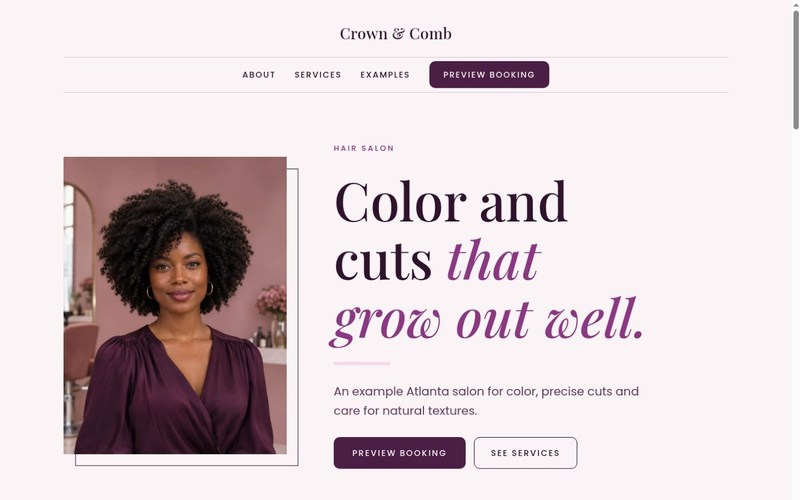 Crown & Comb
ABOUT SERVICES EXAMPLES PREVIEW BOOKING
HAIR SALON
Color and
cuts that
grow out well.
An example Atlanta salon for color, precise cuts and
care for natural textures.
PREVIEW BOOKING SEE SERVICES